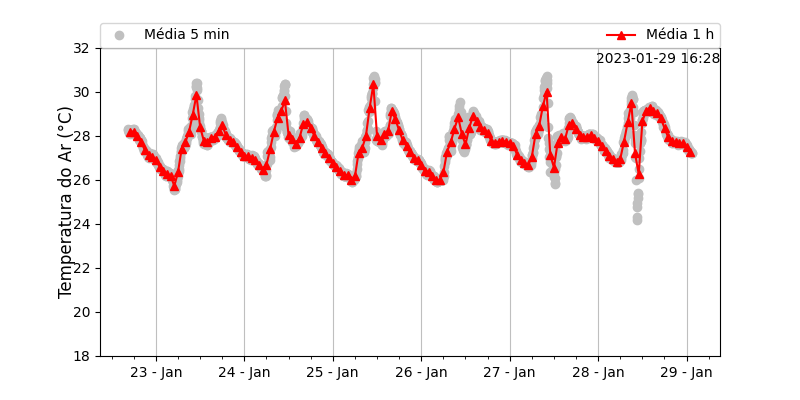 Média 5 min
Média 1 h
2023-01-29 16:28
Temperatura do Ar (°C)
32
30
28
26
24
22
20
18
23 - Jan
24 - Jan
25 - Jan
26 - Jan
27 - Jan
28 - Jan
29 - Jan